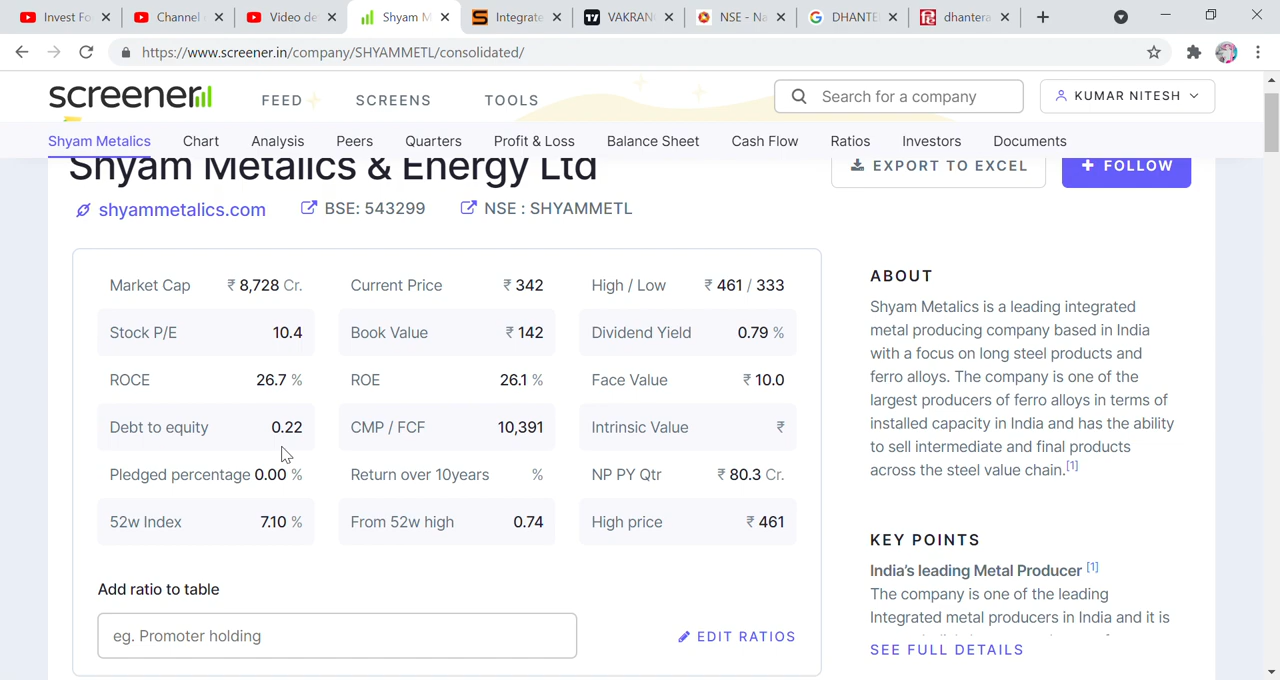 Invest Fo
Channel
Video de
Shyam M
Integrate
VAKRAN
NSE - Na
DHANTE
dhantera
https://www.screener.in/company/SHYAMMETL/consolidated/
screener
FEED
SCREENS
TOOLS
Search for a company
KUMAR NITESH
Shyam Metalics Chart Analysis Peers Quarters Profit & Loss Balance Sheet Cash Flow Ratios Investors Documents
Shyam Metalics & Energy Ltd
EXPORT TO EXCEL
+ FOLLOW
shyammetalics.com
BSE: 543299
NSE : SHYAMMETL
Market Cap ₹ 8,728 Cr.
Current Price ₹ 342
High / Low ₹ 461 / 333
Stock P/E 10.4
Book Value ₹ 142
Dividend Yield 0.79 %
ROCE 26.7 %
ROE 26.1 %
Face Value ₹ 10.0
Debt to equity 0.22
CMP / FCF 10,391
Intrinsic Value ₹
Pledged percentage 0.00 %
Return over 10years %
NP PY Qtr ₹ 80.3 Cr.
52w Index 7.10 %
From 52w high 0.74
High price ₹ 461
Add ratio to table
eg. Promoter holding
EDIT RATIOS
ABOUT
Shyam Metalics is a leading integrated
metal producing company based in India
with a focus on long steel products and
ferro alloys. The company is one of the
largest producers of ferro alloys in terms of
installed capacity in India and has the ability
to sell intermediate and final products
across the steel value chain.[1]
KEY POINTS
India's leading Metal Producer [1]
The company is one of the leading
Integrated metal producers in India and it is
SEE FULL DETAILS